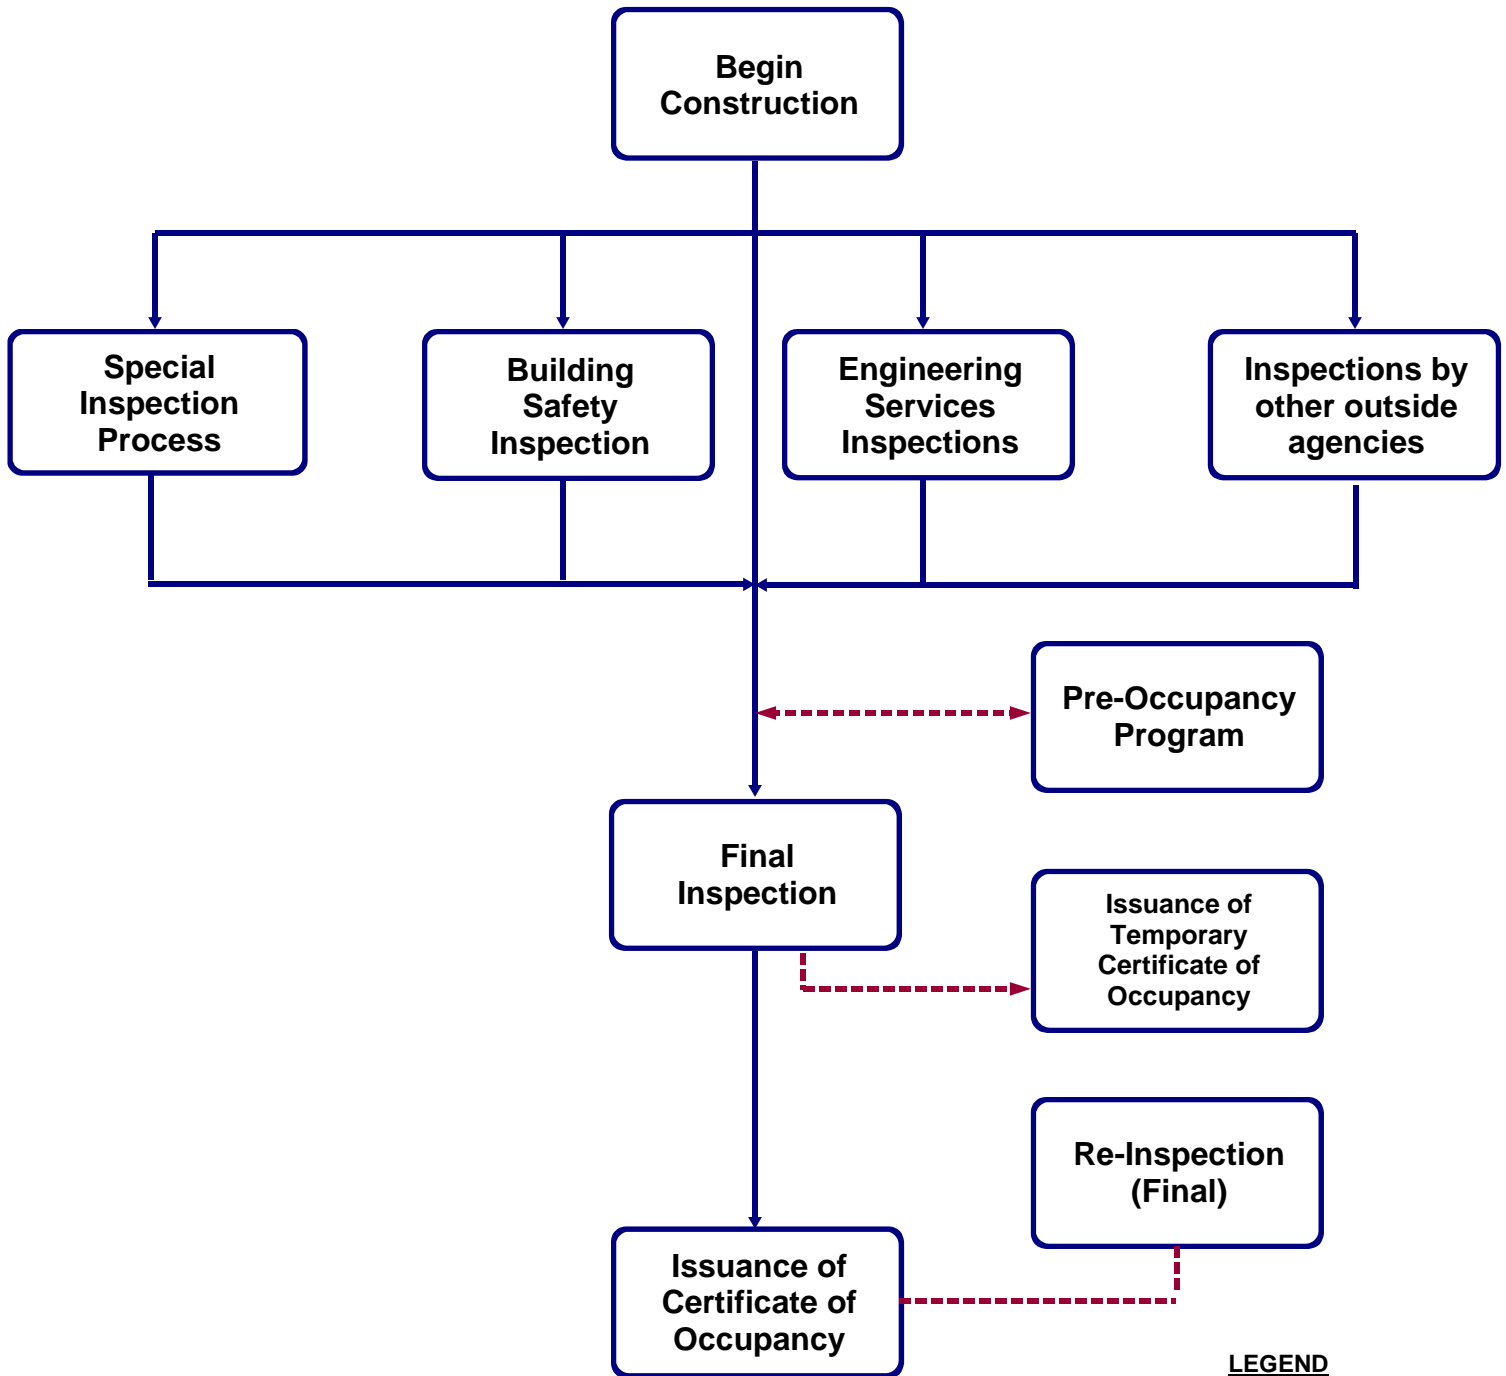 Begin
Construction
Special
Inspection
Process
Building
Safety
Inspection
Engineering
Services
Inspections
Inspections by
other outside
agencies
Pre-Occupancy
Program
Final
Inspection
Issuance of
Temporary
Certificate of
Occupancy
Re-Inspection
(Final)
Issuance of
Certificate of
Occupancy
LEGEND